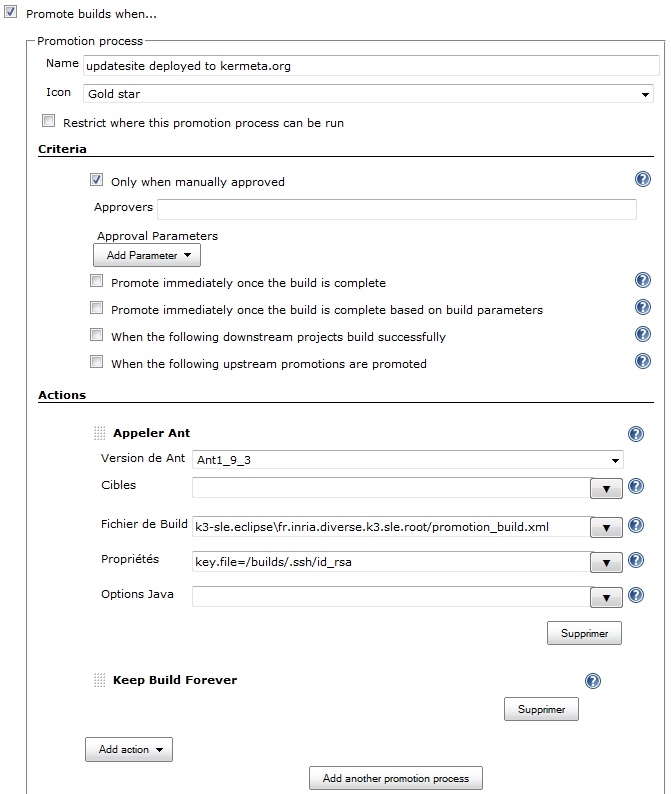 Promote builds when...
Promotion process
Name updatesite deployed to kermeta.org
Icon Gold star
Restrict where this promotion process can be run
Criteria
Only when manually approved
Approvers
Approval Parameters
Add Parameter
Promote immediately once the build is complete
Promote immediately once the build is complete based on build parameters
When the following downstream projects build successfully
When the following upstream promotions are promoted
Actions
Appeler Ant
Version de Ant Ant1_9_3
Cibles
Fichier de Build k3-sle.eclipse\fr.inria.diverse.k3.sle.root/promotion_build.xml
Propriétés key.file=/builds/.ssh/id_rsa
Options Java
Supprimer
Keep Build Forever
Supprimer
Add action
Add another promotion process